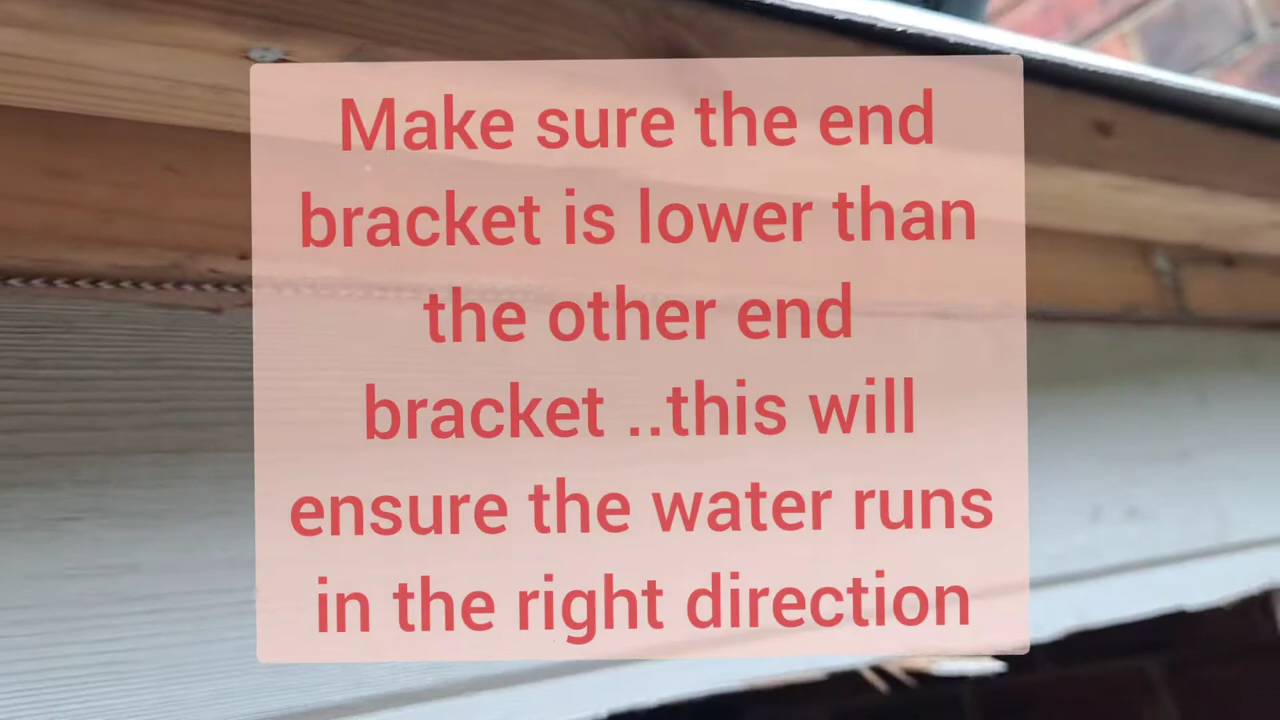 Make sure the end
bracket is lower than
the other end
bracket ..this will
ensure the water runs
in the right direction